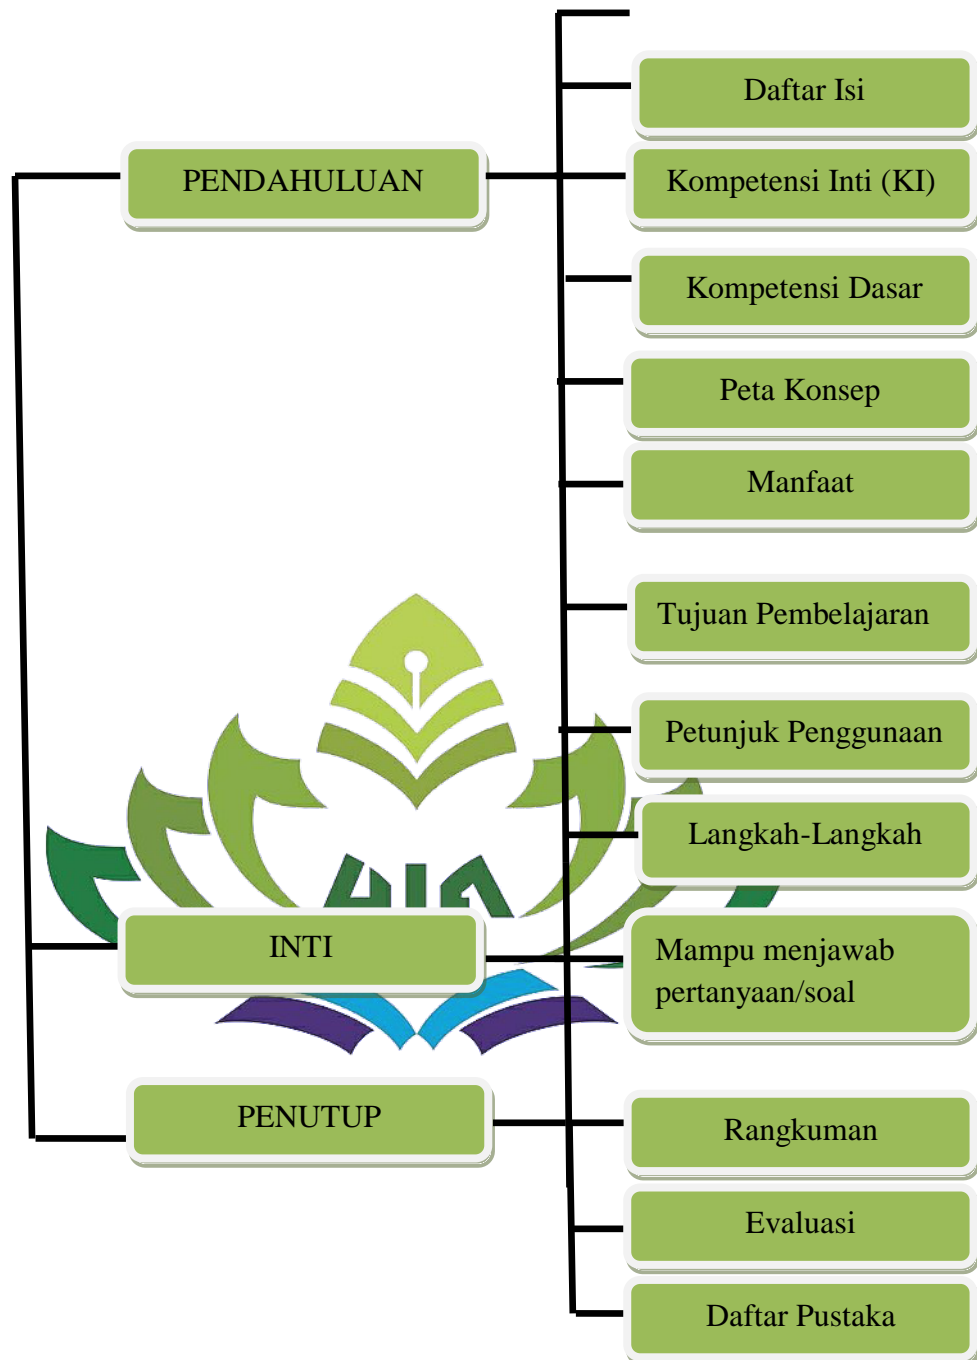 Daftar Isi
PENDAHULUAN
Kompetensi Inti (KI)
Kompetensi Dasar
Peta Konsep
Manfaat
Tujuan Pembelajaran
Petunjuk Penggunaan
Langkah-Langkah
INTI
Mampu menjawab
pertanyaan/soal
PENUTUP
Rangkuman
Evaluasi
Daftar Pustaka